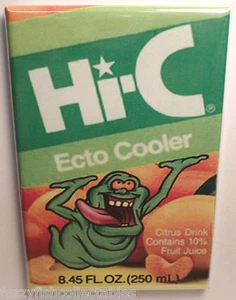 Hi-C®
Ecto Cooler
Citrus Drink
Contains 10%
Fruit Juice
8.45 FL. OZ. (250 mL)